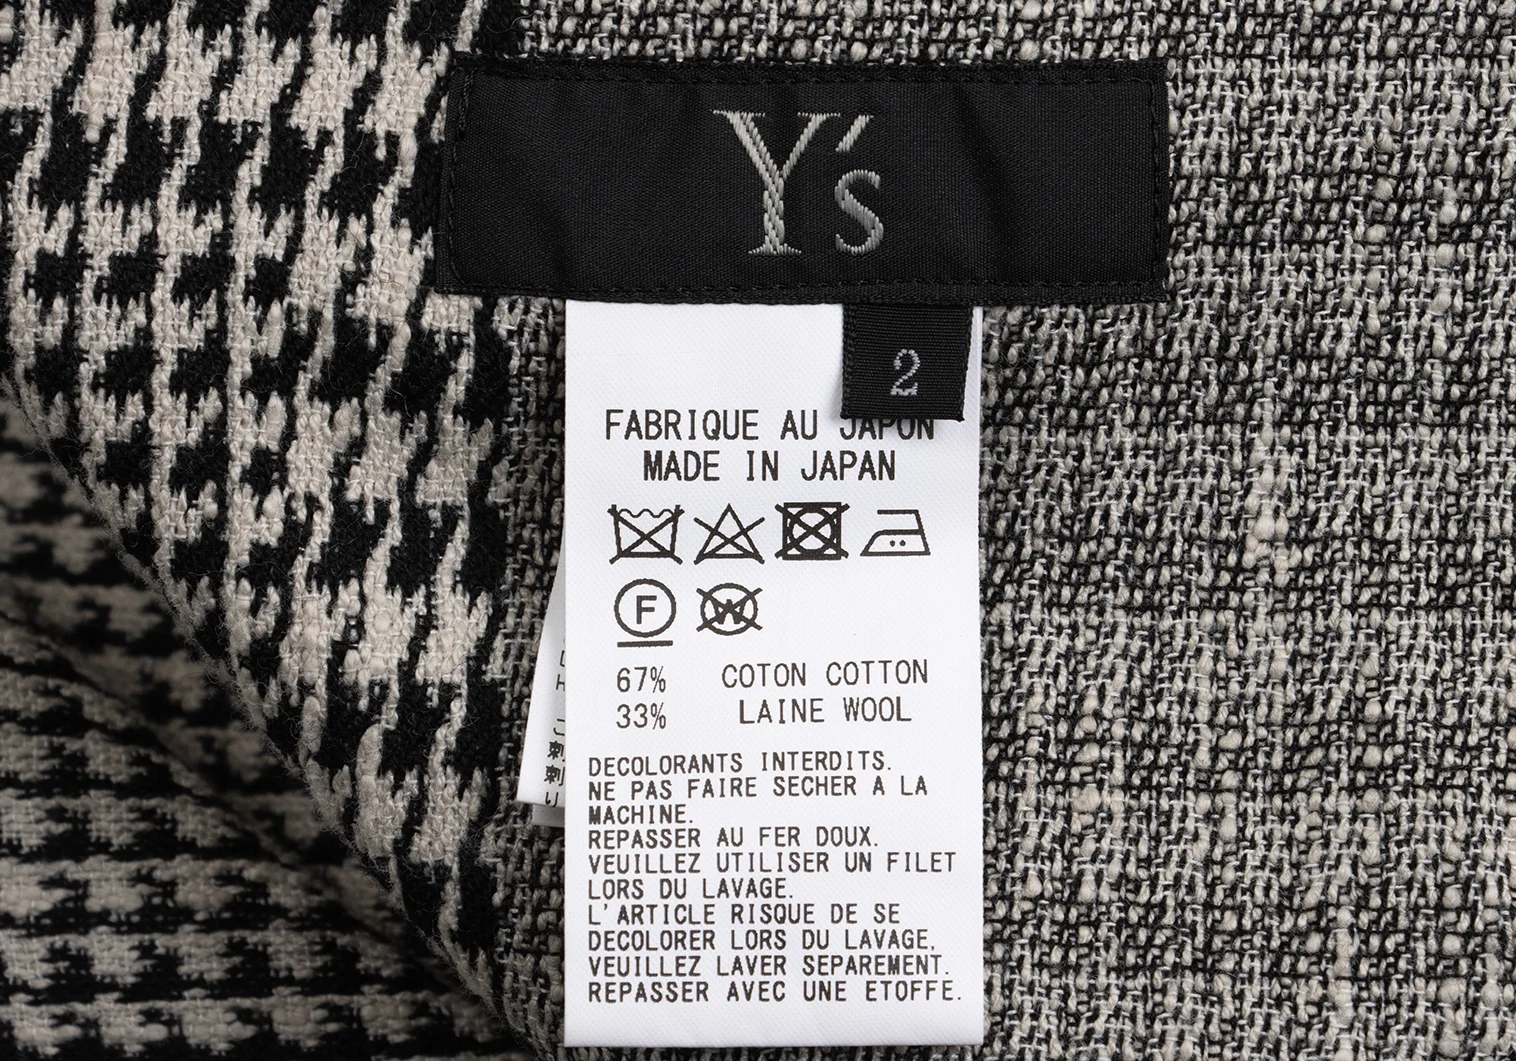 Y's
2
FABRIQUE AU JAPON
MADE IN JAPAN
F
W
67% COTON COTTON
33% LAINE WOOL
DECOLORANTS INTERDITS.
NE PAS FAIRE SECHER A LA
MACHINE.
REPASSER AU FER DOUX.
VEUILLEZ UTILISER UN FILET
LORS DU LAVAGE.
L'ARTICLE RISQUE DE SE
DECOLORER LORS DU LAVAGE,
VEUILLEZ LAVER SEPAREMENT.
REPASSER AVEC UNE ETOFFE.